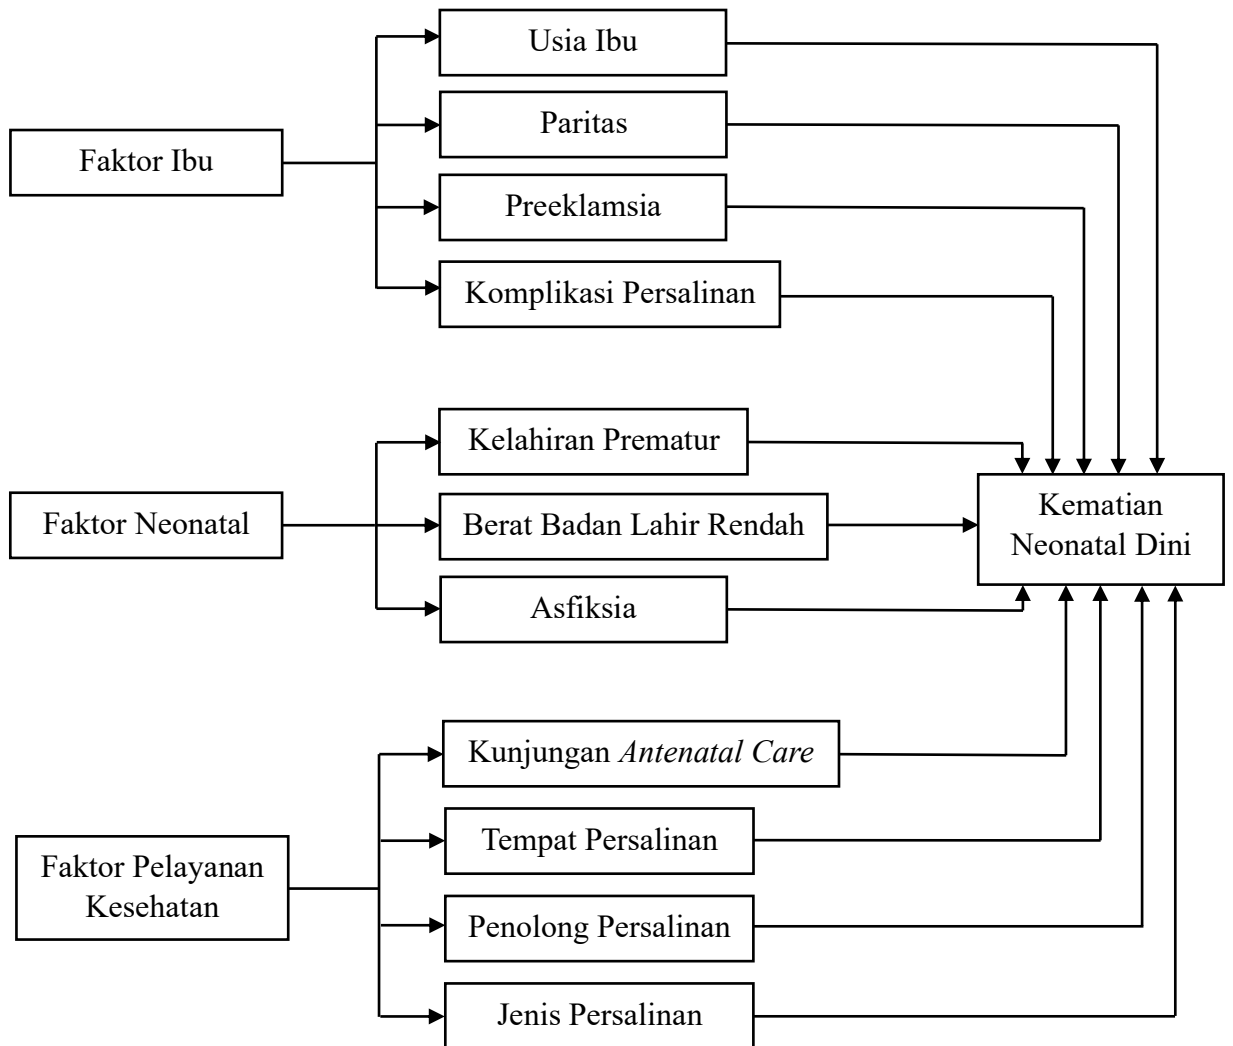 Usia Ibu
Paritas
Faktor Ibu
Preeklamsia
Komplikasi Persalinan
Kelahiran Prematur
Faktor Neonatal
Berat Badan Lahir Rendah
Kematian
Neonatal Dini
Asfiksia
Kunjungan Antenatal Care
Tempat Persalinan
Faktor Pelayanan
Kesehatan
Penolong Persalinan
Jenis Persalinan